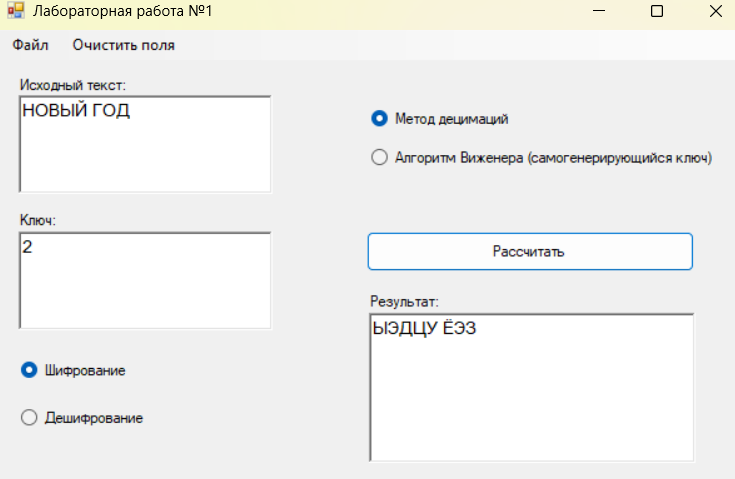 Лабораторная работа №1
Файл Очистить поля
Исходный текст:
НОВЫЙ ГОД
Метод децимаций
Алгоритм Виженера (самогенерирующийся ключ)
Ключ:
2
Рассчитать
Результат:
ЫЭДЦУ ЁЭЗ
Шифрование
Дешифрование